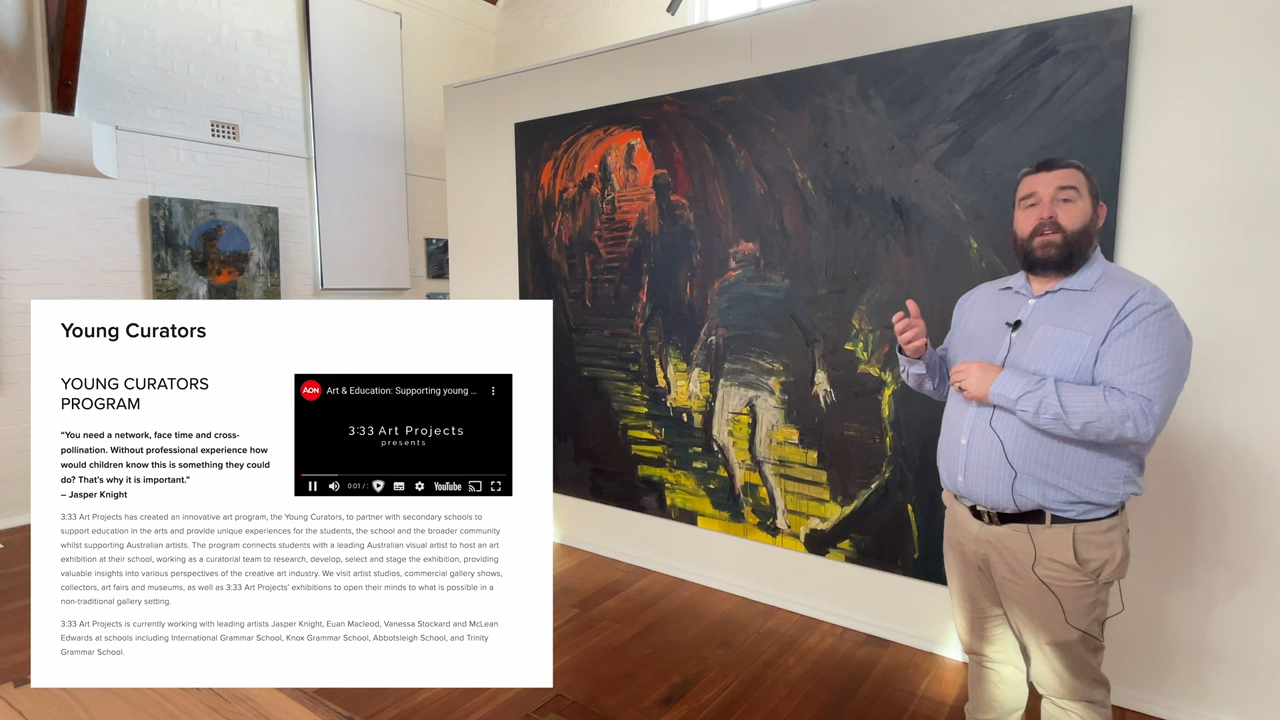 Young Curators
YOUNG CURATORS
PROGRAM
“You need a network, face time and cross-
pollination. Without professional experience how
would children know this is something they could
do? That’s why it is important.”
– Jasper Knight
AON
Art & Education: Supporting young ...
3:33 Art Projects
presents
0:01 /
YouTube
3:33 Art Projects has created an innovative art program, the Young Curators, to partner with secondary schools to
support education in the arts and provide unique experiences for the students, the school and the broader community
whilst supporting Australian artists. The program connects students with a leading Australian visual artist to host an art
exhibition at their school, working as a curatorial team to research, develop, select and stage the exhibition, providing
valuable insights into various perspectives of the creative art industry. We visit artist studios, commercial gallery shows,
collectors, art fairs and museums, as well as 3:33 Art Projects’ exhibitions to open their minds to what is possible in a
non-traditional gallery setting.
3:33 Art Projects is currently working with leading artists Jasper Knight, Euan Macleod, Vanessa Stockard and McLean
Edwards at schools including International Grammar School, Knox Grammar School, Abbotsleigh School, and Trinity
Grammar School.